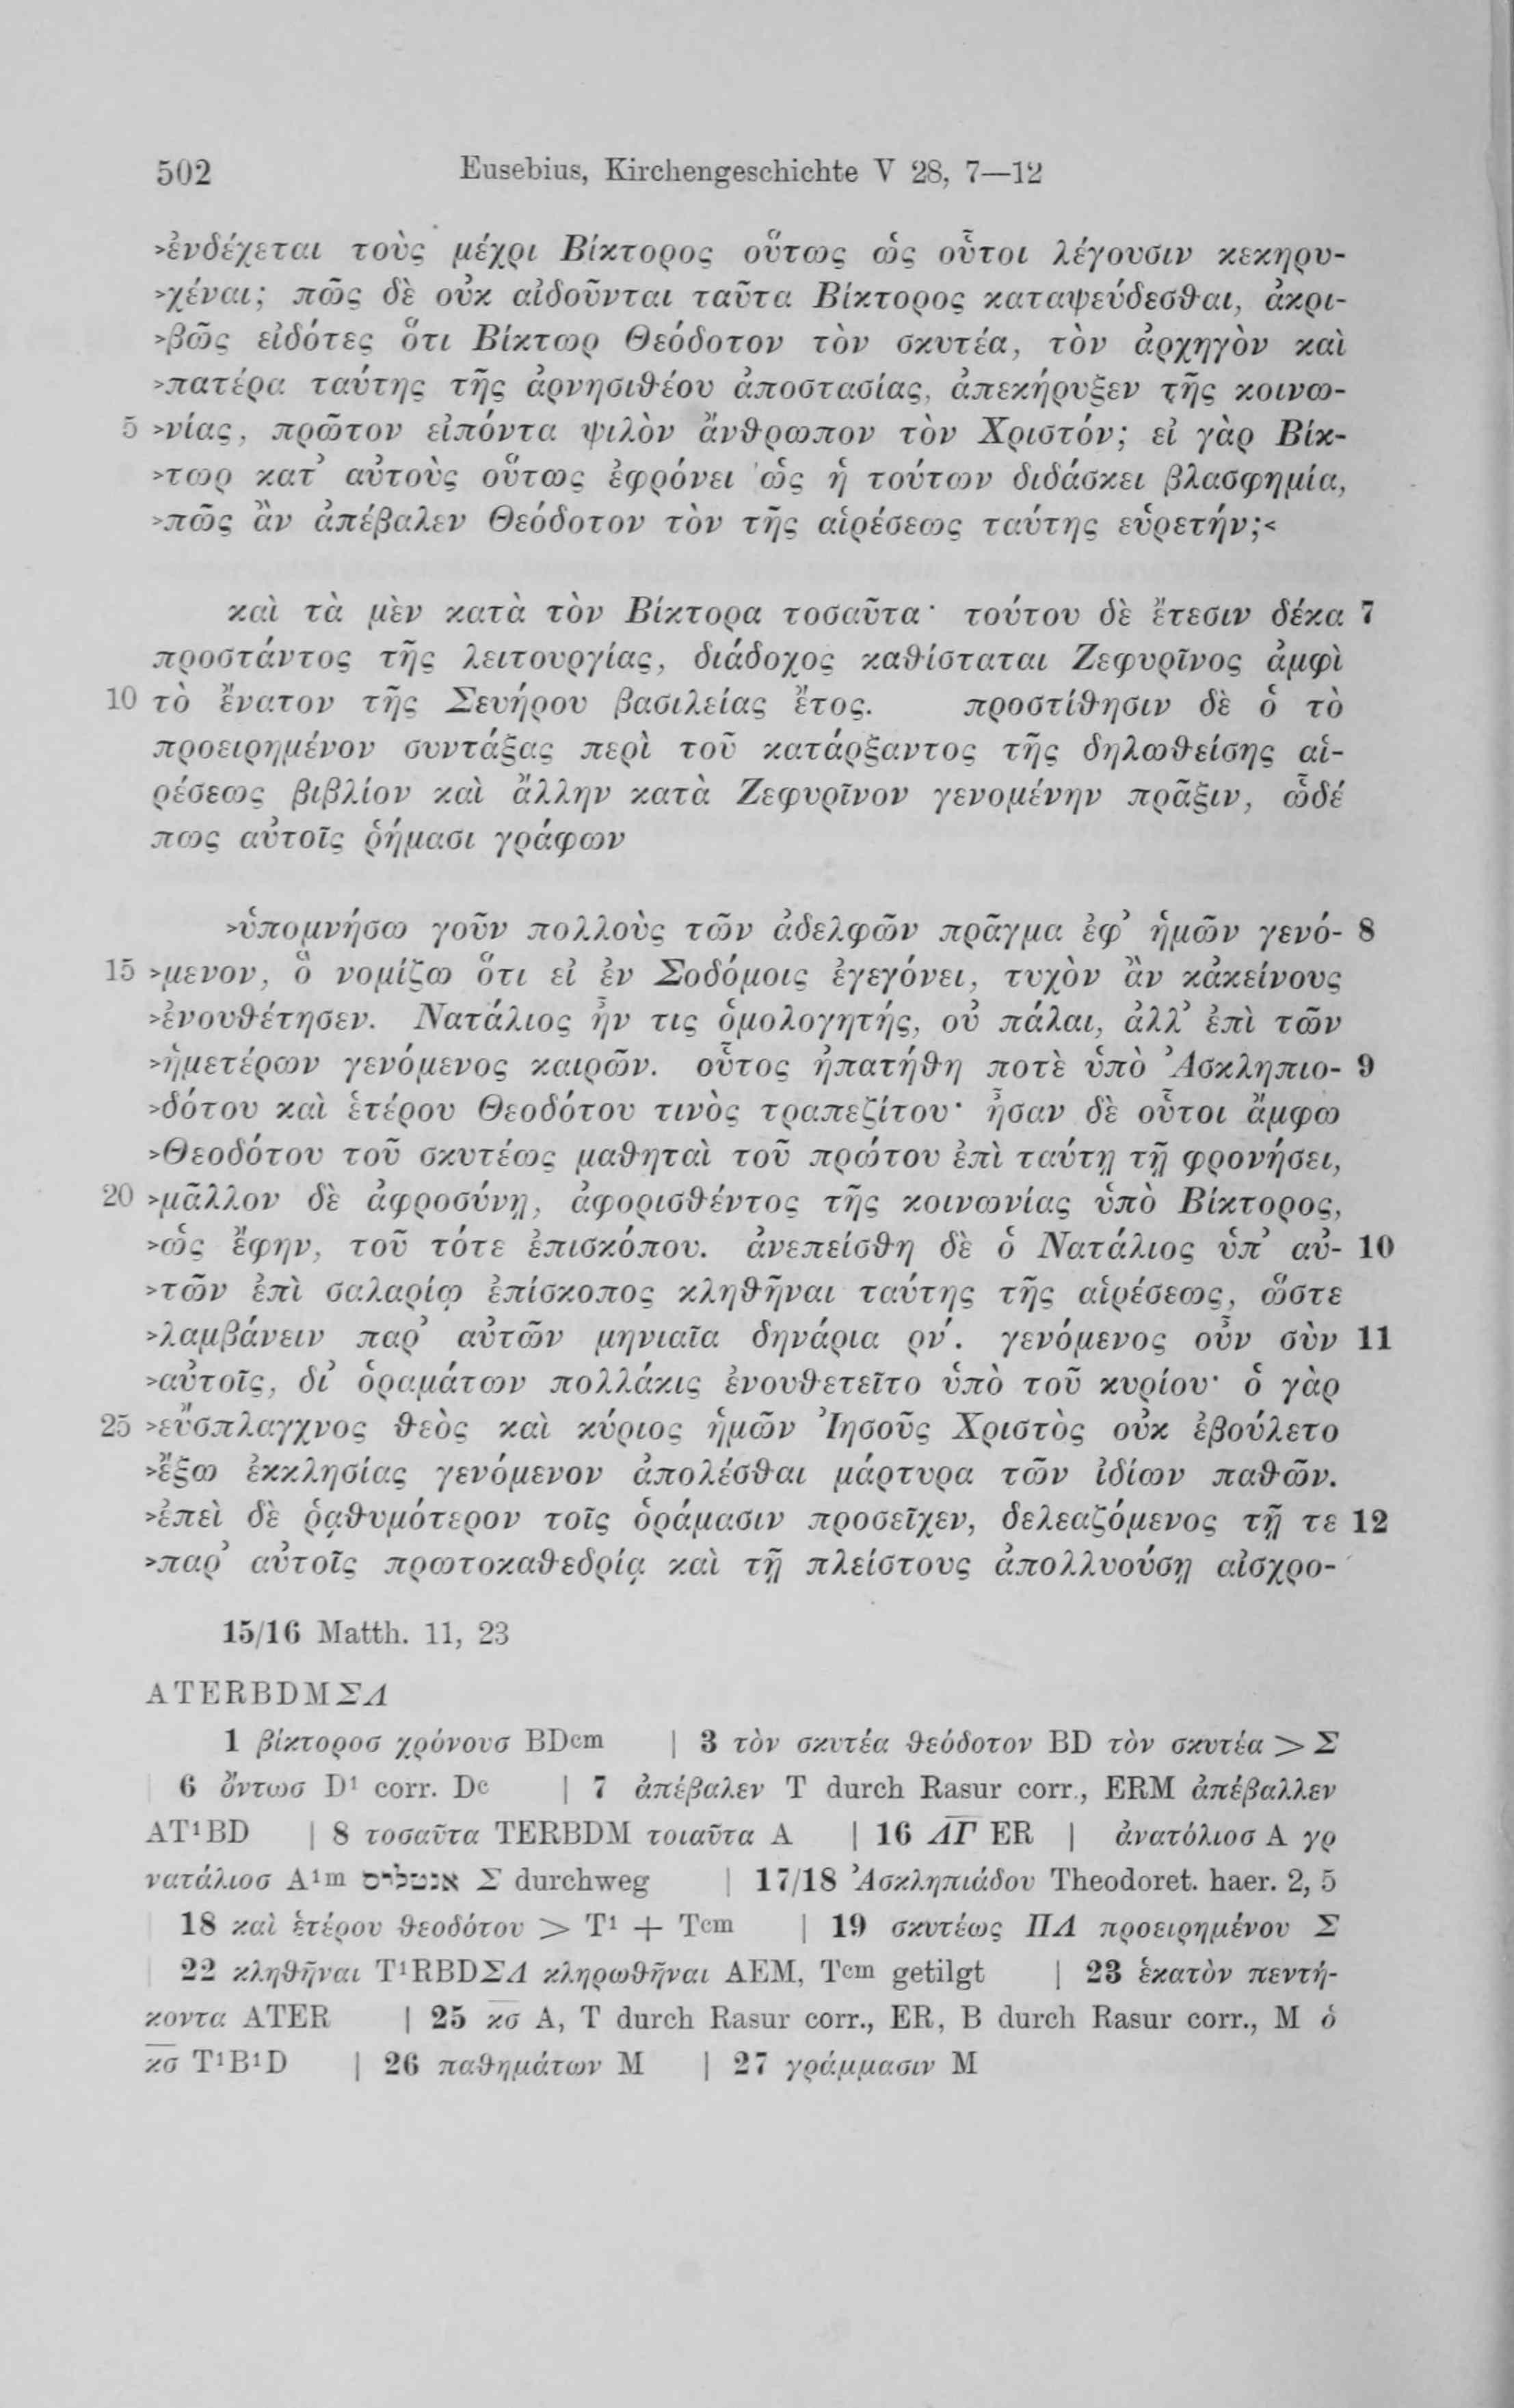 502 Eusebius, Kirchengeschichte V 28, 7—12
>ἐνδέχεται τοὺς μέχρι Βίκτορος οὕτως ὡς οὗτοι λέγουσιν κεκηρυ-
>χέναι; πῶς δὲ οὐκ αἰδοῦνται ταῦτα Βίκτορος καταψεύδεσθαι, ἀκρι-
>βῶς εἰδότες ὅτι Βίκτωρ Θεόδοτον τὸν σκυτέα, τὸν ἀρχηγὸν καὶ
>πατέρα ταύτης τῆς ἀρνησιθέου ἀποστασίας, ἀπεκήρυξεν τῆς κοινω-
5 >νίας, πρῶτον εἰπόντα ψιλὸν ἄνθρωπον τὸν Χριστόν; εἰ γὰρ Βίκ-
>τωρ κατ’ αὐτοὺς οὕτως ἐφρόνει ὡς ἡ τούτων διδάσκει βλασφημία,
>πῶς ἂν ἀπέβαλεν Θεόδοτον τὸν τῆς αἱρέσεως ταύτης εὑρετήν;<
καὶ τὰ μὲν κατὰ τὸν Βίκτορα τοσαῦτα· τούτου δὲ ἔτεσιν δέκα 7
προστάντος τῆς λειτουργίας, διάδοχος καθίσταται Ζεφυρῖνος ἀμφὶ
10 τὸ ἔνατον τῆς Σευήρου βασιλείας ἔτος. προστίθησιν δὲ ὁ τὸ
προειρημένον συντάξας περὶ τοῦ κατάρξαντος τῆς δηλωθείσης αἱ-
ρέσεως βιβλίον καὶ ἄλλην κατὰ Ζεφυρῖνον γενομένην πρᾶξιν, ὧδέ
πως αὐτοῖς ῥήμασι γράφων
>ὑπομνήσω γοῦν πολλοὺς τῶν ἀδελφῶν πρᾶγμα ἐφ’ ἡμῶν γενό- 8
15 >μενον, ὃ νομίζω ὅτι εἰ ἐν Σοδόμοις ἐγεγόνει, τυχὸν ἂν κἀκείνους
>ἐνουθέτησεν. Νατάλιος ἦν τις ὁμολογητής, οὐ πάλαι, ἀλλ’ ἐπὶ τῶν
>ἡμετέρων γενόμενος καιρῶν. οὗτος ἠπατήθη ποτὲ ὑπὸ Ἀσκληπιο- 9
>δότου καὶ ἑτέρου Θεοδότου τινὸς τραπεζίτου· ἦσαν δὲ οὗτοι ἄμφω
>Θεοδότου τοῦ σκυτέως μαθηταὶ τοῦ πρώτου ἐπὶ ταύτῃ τῇ φρονήσει,
20 >μᾶλλον δὲ ἀφροσύνῃ, ἀφορισθέντος τῆς κοινωνίας ὑπὸ Βίκτορος,
>ὡς ἔφην, τοῦ τότε ἐπισκόπου. ἀνεπείσθη δὲ ὁ Νατάλιος ὑπ’ αὐ- 10
>τῶν ἐπὶ σαλαρίῳ ἐπίσκοπος κληθῆναι ταύτης τῆς αἱρέσεως, ὥστε
>λαμβάνειν παρ’ αὐτῶν μηνιαῖα δηνάρια ρν´. γενόμενος οὖν σὺν 11
>αὐτοῖς, δι’ ὁραμάτων πολλάκις ἐνουθετεῖτο ὑπὸ τοῦ κυρίου· ὁ γὰρ
25 >εὔσπλαγχνος θεὸς καὶ κύριος ἡμῶν Ἰησοῦς Χριστὸς οὐκ ἐβούλετο
>ἔξω ἐκκλησίας γενόμενον ἀπολέσθαι μάρτυρα τῶν ἰδίων παθῶν.
>ἐπεὶ δὲ ῥᾳθυμότερον τοῖς ὁράμασιν προσεῖχεν, δελεαζόμενος τῇ τε 12
>παρ’ αὐτοῖς πρωτοκαθεδρίᾳ καὶ τῇ πλείστους ἀπολλυούσῃ αἰσχρο-
15/16 Matth. 11, 23
ATERBDMΣΛ
1 βίκτοροσ χρόνουσ BDcm | 3 τὸν σκυτέα θεόδοτον BD τὸν σκυτέα > Σ
6 ὄντωσ D1 corr. Dc | 7 ἀπέβαλεν T durch Rasur corr., ERM ἀπέβαλλεν
AT1BD | 8 τοσαῦτα TERBDM τοιαῦτα A | 16 ΛΓ ER | ἀνατόλιοσ A γρ
νατάλιοσ A1m אנטליס Σ durchweg | 17/18 Ἀσκληπιάδου Theodoret. haer. 2, 5
18 καὶ ἑτέρου θεοδότου > T1 + Tcm | 19 σκυτέως ΠΛ προειρημένου Σ
22 κληθῆναι T1RBDΣΛ κληρωθῆναι AEM, Tcm getilgt | 23 ἑκατὸν πεντή-
κοντα ATER | 25 κ̅σ̅ A, T durch Rasur corr., ER, B durch Rasur corr., M ὁ
κ̅σ̅ T1B1D | 26 παθημάτων M | 27 γράμμασιν M